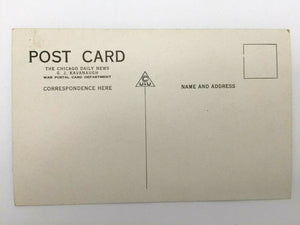 POST CARD
THE CHICAGO DAILY NEWS
G. J. KAVANAUGH
WAR POSTAL CARD DEPARTMENT
CORRESPONDENCE HERE
NAME AND ADDRESS